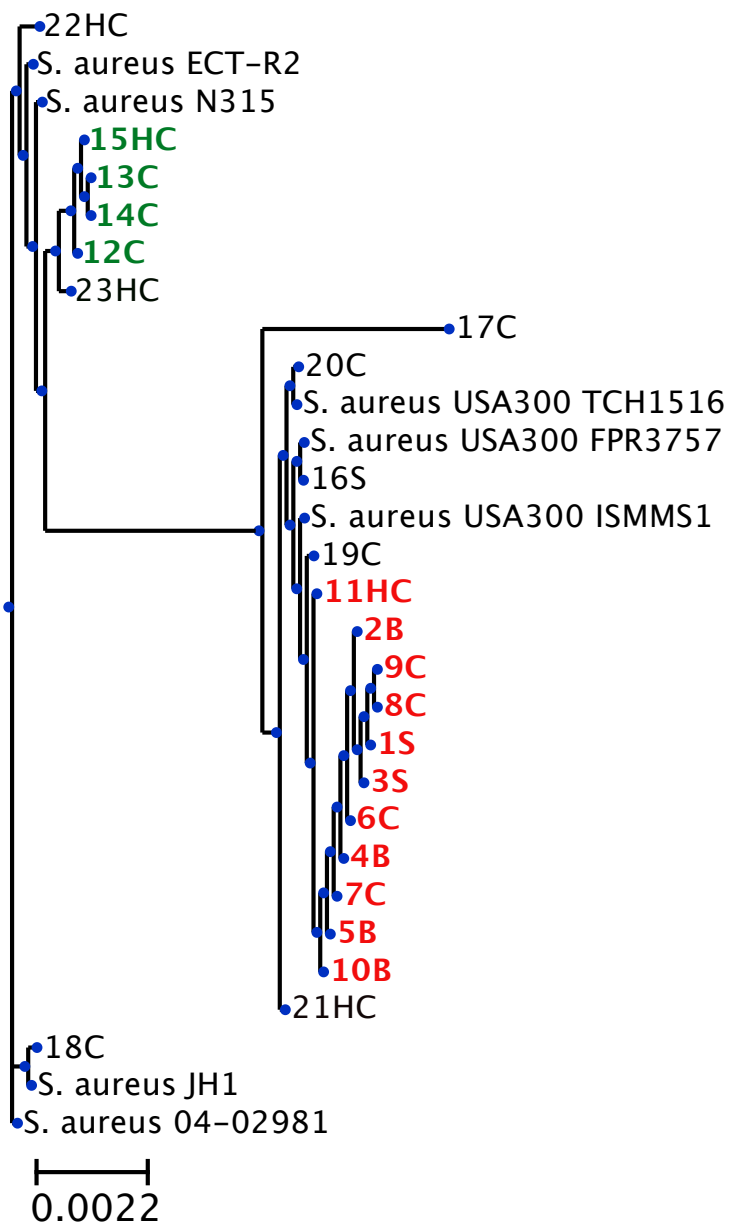 22HC
S. aureus ECT−R2
S. aureus N315
15HC
13C
14C
12C
23HC
17C
20C
S. aureus USA300 TCH1516
S. aureus USA300 FPR3757
16S
S. aureus USA300 ISMMS1
19C
11HC
2B
9C
8C
1S
3S
6C
4B
7C
5B
10B
21HC
18C
S. aureus JH1
S. aureus 04−02981
0.0022